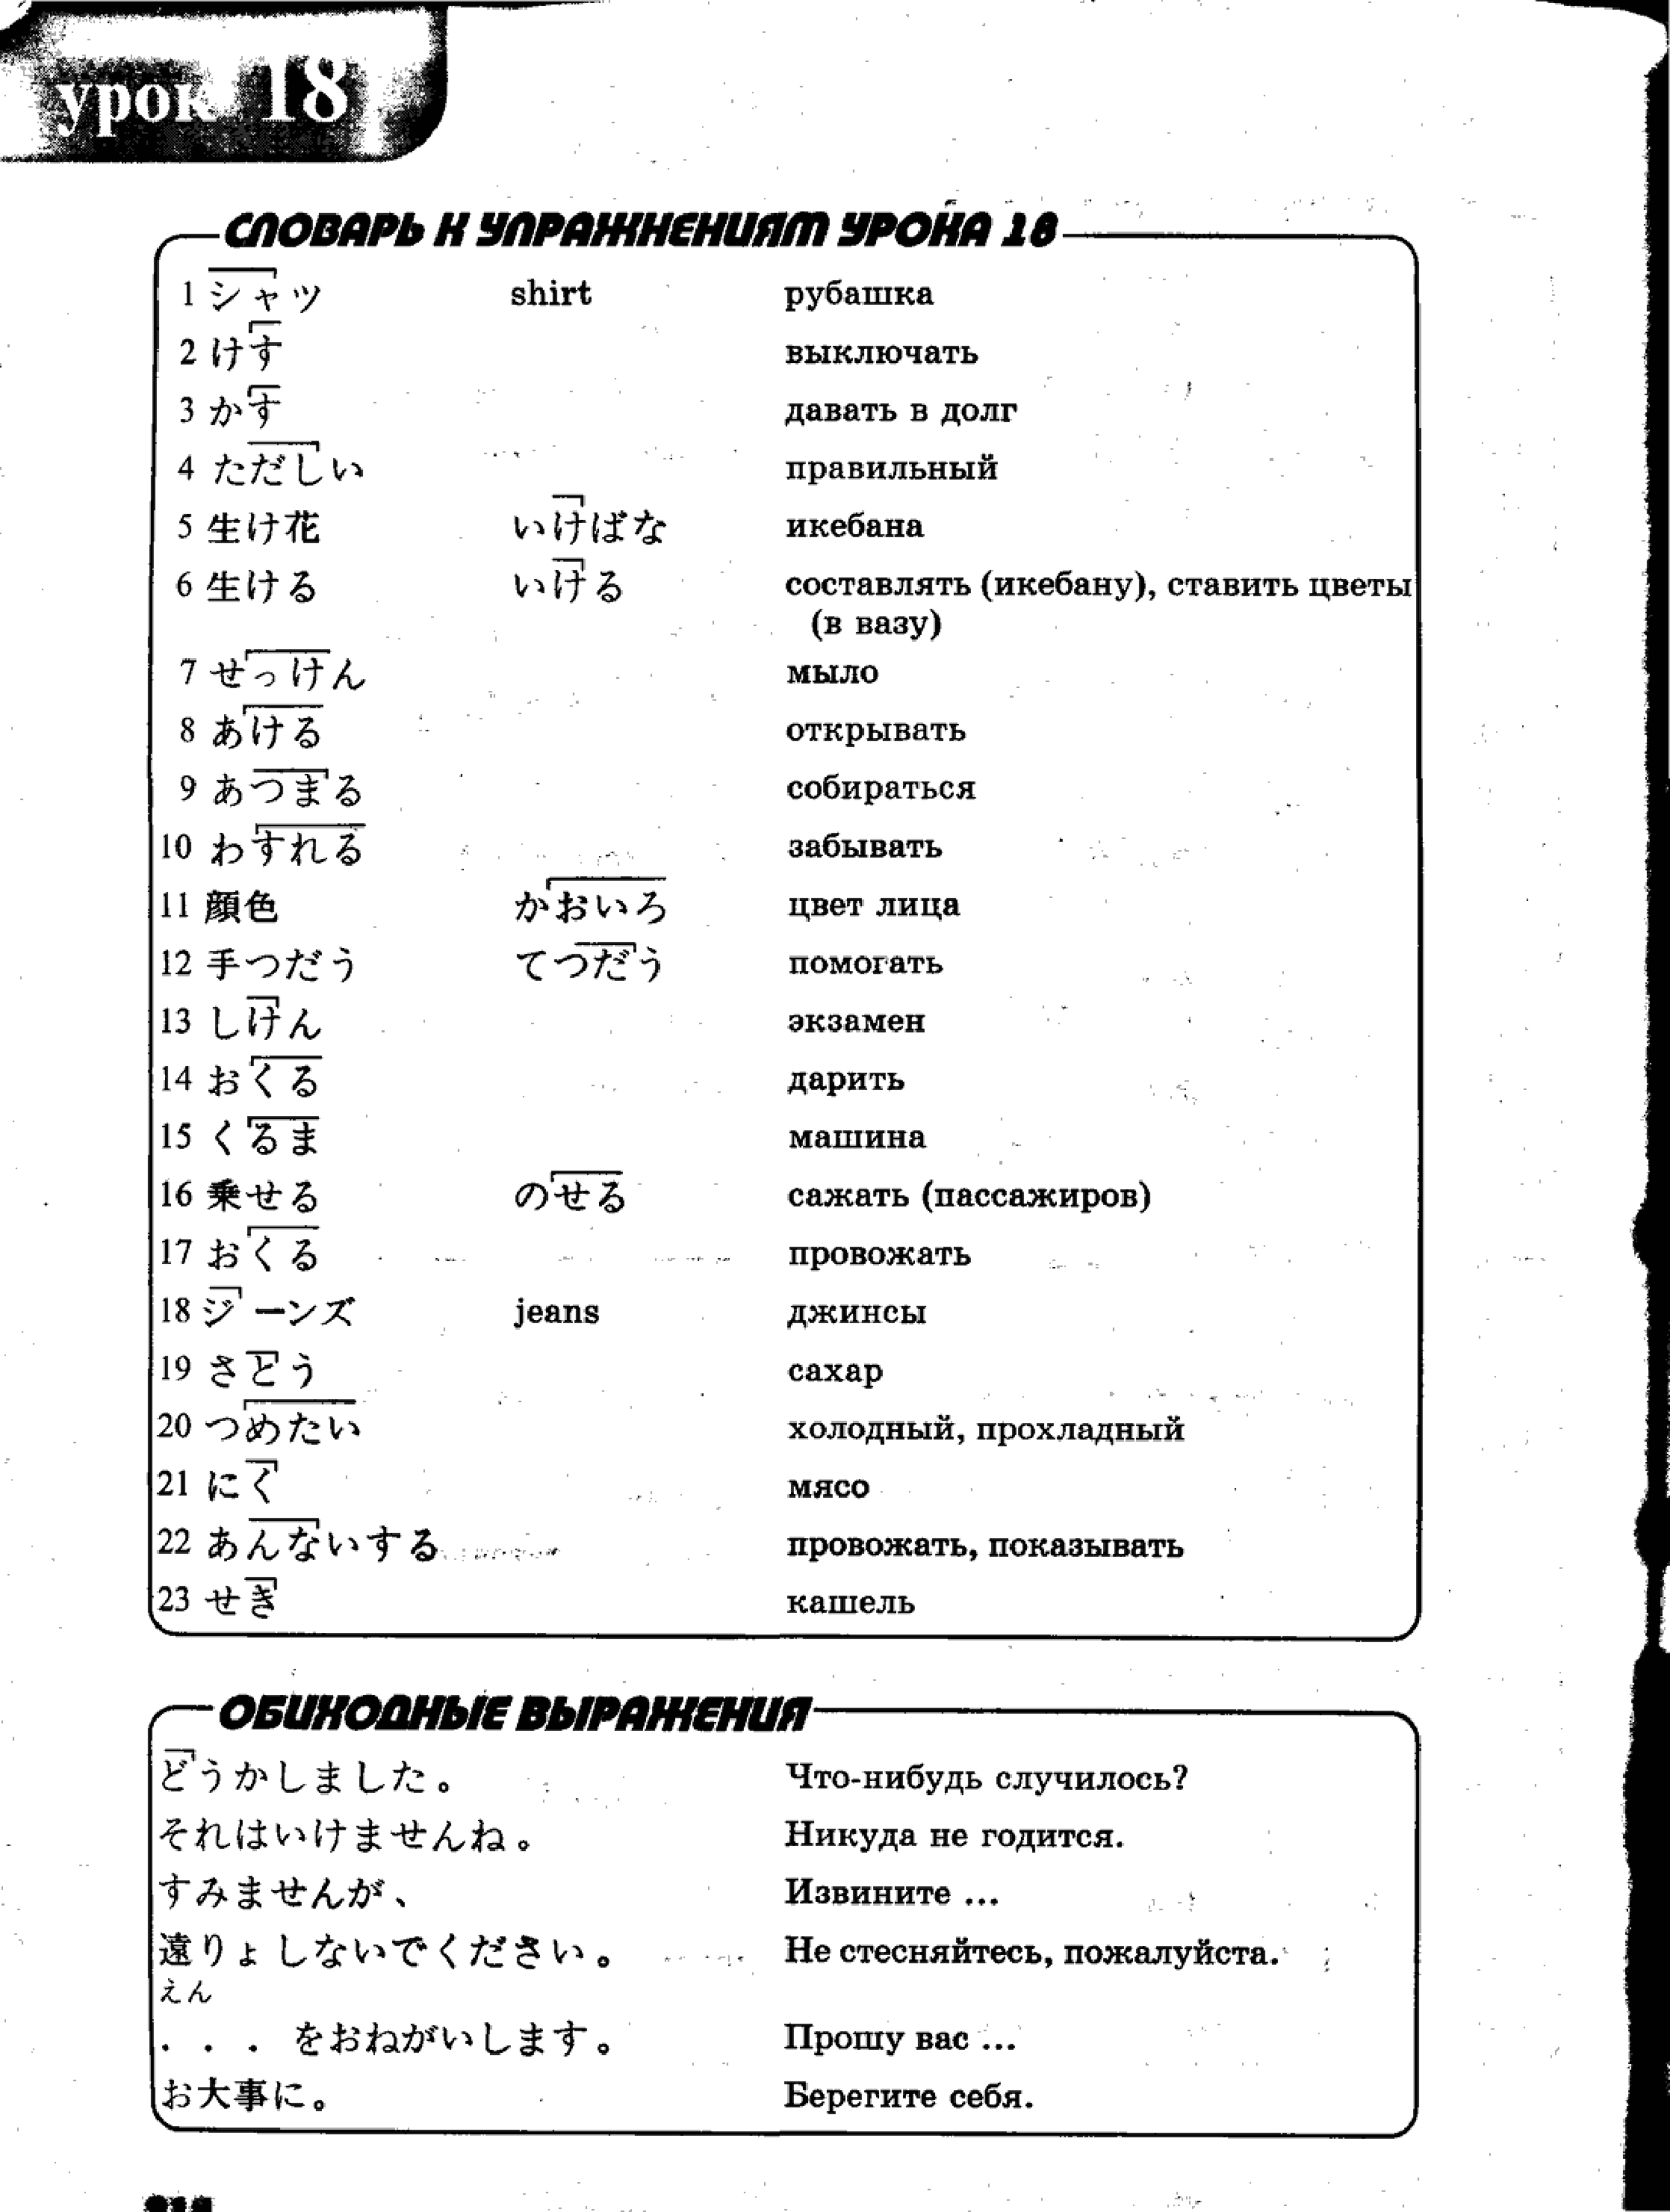 урок 18
СЛОВАРЬ К УПРАЖНЕНИЯМ УРОКА 18
1 シャツ shirt рубашка
2 けす выключать
3 かす давать в долг
4 ただしい правильный
5 生け花 いけばな икебана
6 生ける いける составлять (икебану), ставить цветы
(в вазу)
7 せっけん мыло
8 あける открывать
9 あつまる собираться
10 わすれる забывать
11 顔色 かおいろ цвет лица
12 手つだう てつだう помогать
13 しけん экзамен
14 おくる дарить
15 くるま машина
16 乗せる のせる сажать (пассажиров)
17 おくる провожать
18 ジーンズ jeans джинсы
19 さとう сахар
20 つめたい холодный, прохладный
21 にく мясо
22 あんないする провожать, показывать
23 せき кашель
ОБИХОДНЫЕ ВЫРАЖЕНИЯ
どうかしました。 Что-нибудь случилось?
それはいけませんね。 Никуда не годится.
すみませんが、 Извините ...
遠りょしないでください。 Не стесняйтесь, пожалуйста.
えん
. . . をおねがいします。 Прошу вас ...
お大事に。 Берегите себя.